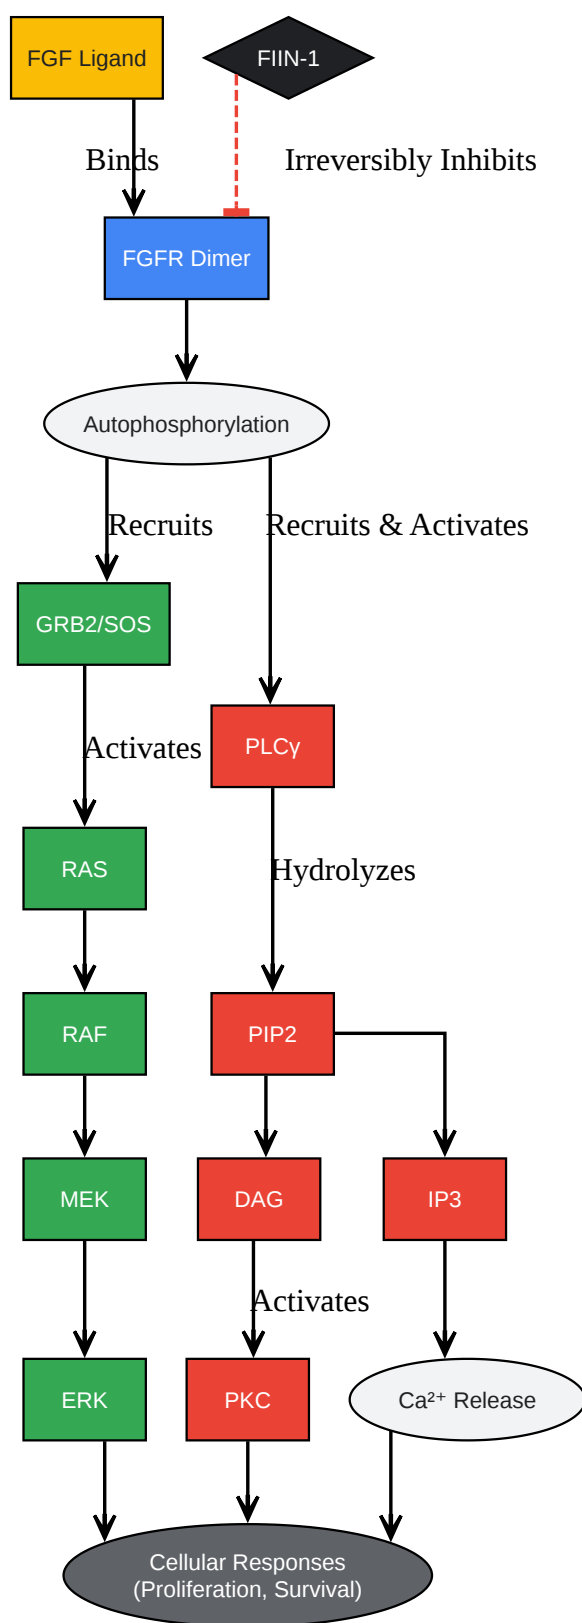 FGF Ligand
FIIN-1
Binds
Irreversibly Inhibits
FGFR Dimer
Autophosphorylation
Recruits
Recruits & Activates
GRB2/SOS
Activates
PLCγ
RAS
Hydrolyzes
RAF
PIP2
MEK
DAG
IP3
Activates
ERK
PKC
Ca²⁺ Release
Cellular Responses
(Proliferation, Survival)